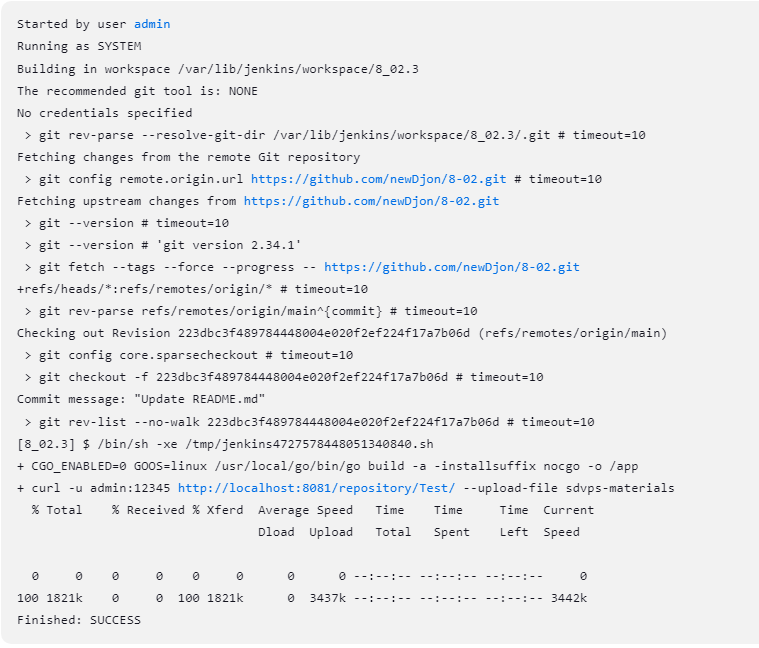 Started by user admin
Running as SYSTEM
Building in workspace /var/lib/jenkins/workspace/8_02.3
The recommended git tool is: NONE
No credentials specified
 > git rev-parse --resolve-git-dir /var/lib/jenkins/workspace/8_02.3/.git # timeout=10
Fetching changes from the remote Git repository
 > git config remote.origin.url https://github.com/newDjon/8-02.git # timeout=10
Fetching upstream changes from https://github.com/newDjon/8-02.git
 > git --version # timeout=10
 > git --version # 'git version 2.34.1'
 > git fetch --tags --force --progress -- https://github.com/newDjon/8-02.git
+refs/heads/*:refs/remotes/origin/* # timeout=10
 > git rev-parse refs/remotes/origin/main^{commit} # timeout=10
Checking out Revision 223dbc3f489784448004e020f2ef224f17a7b06d (refs/remotes/origin/main)
 > git config core.sparsecheckout # timeout=10
 > git checkout -f 223dbc3f489784448004e020f2ef224f17a7b06d # timeout=10
Commit message: "Update README.md"
 > git rev-list --no-walk 223dbc3f489784448004e020f2ef224f17a7b06d # timeout=10
[8_02.3] $ /bin/sh -xe /tmp/jenkins4727578448051340840.sh
+ CGO_ENABLED=0 GOOS=linux /usr/local/go/bin/go build -a -installsuffix nocgo -o /app
+ curl -u admin:12345 http://localhost:8081/repository/Test/ --upload-file sdvps-materials
  % Total    % Received % Xferd  Average Speed   Time    Time     Time  Current
                                 Dload  Upload   Total   Spent    Left  Speed

  0     0    0     0    0     0      0      0 --:--:-- --:--:-- --:--:--     0
100 1821k    0     0  100 1821k      0  3437k --:--:-- --:--:-- --:--:-- 3442k
Finished: SUCCESS